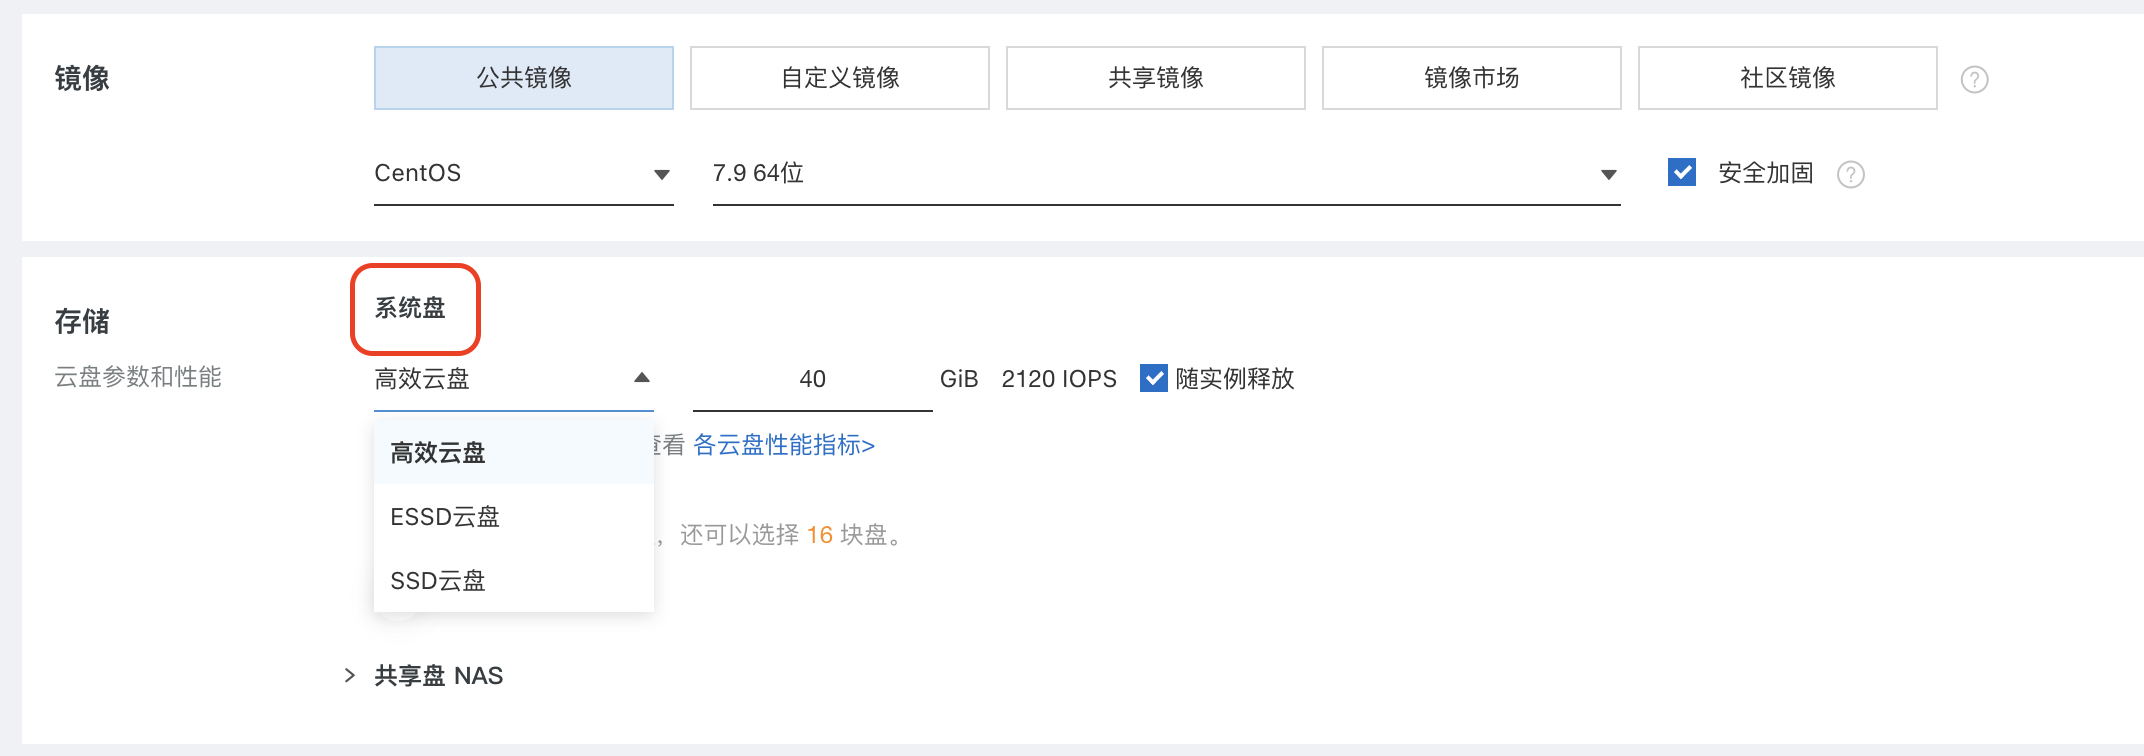 镜像
公共镜像 自定义镜像 共享镜像 镜像市场 社区镜像 ?
CentOS 7.9 64位 安全加固 ?
系统盘
存储
云盘参数和性能
高效云盘 40 GiB 2120 IOPS 随实例释放
高效云盘
看 各云盘性能指标>
ESSD云盘
，还可以选择 16 块盘。
SSD云盘
> 共享盘 NAS